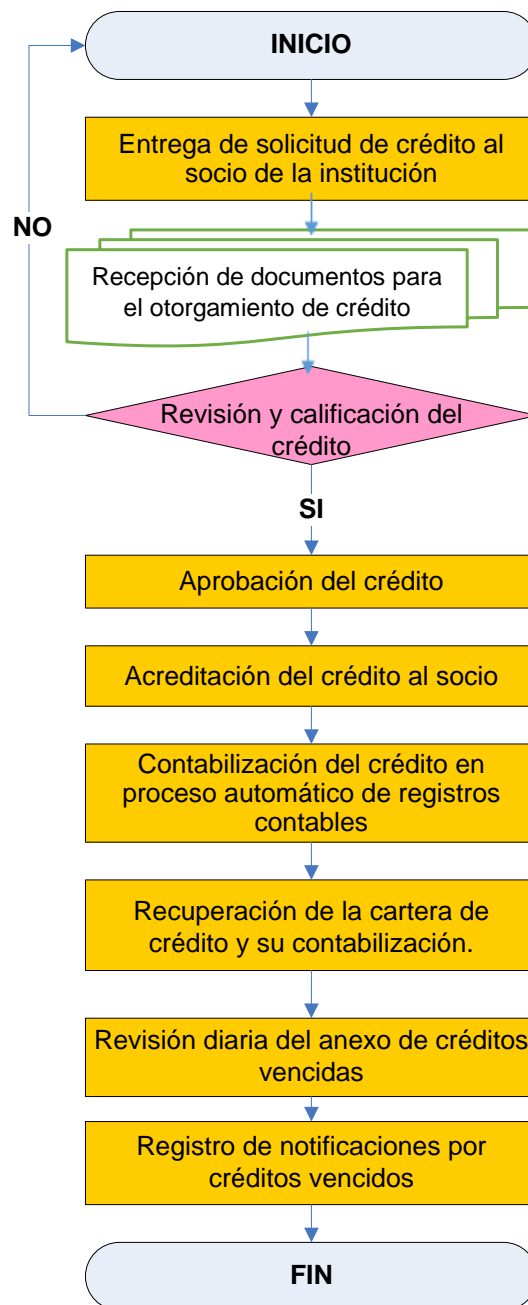 INICIO
Entrega de solicitud de crédito al
socio de la institución
NO
Recepción de documentos para
el otorgamiento de crédito
Revisión y calificación del
crédito
SI
Aprobación del crédito
Acreditación del crédito al socio
Contabilización del crédito en
proceso automático de registros
contables
Recuperación de la cartera de
crédito y su contabilización.
Revisión diaria del anexo de créditos
vencidas
Registro de notificaciones por
créditos vencidos
FIN